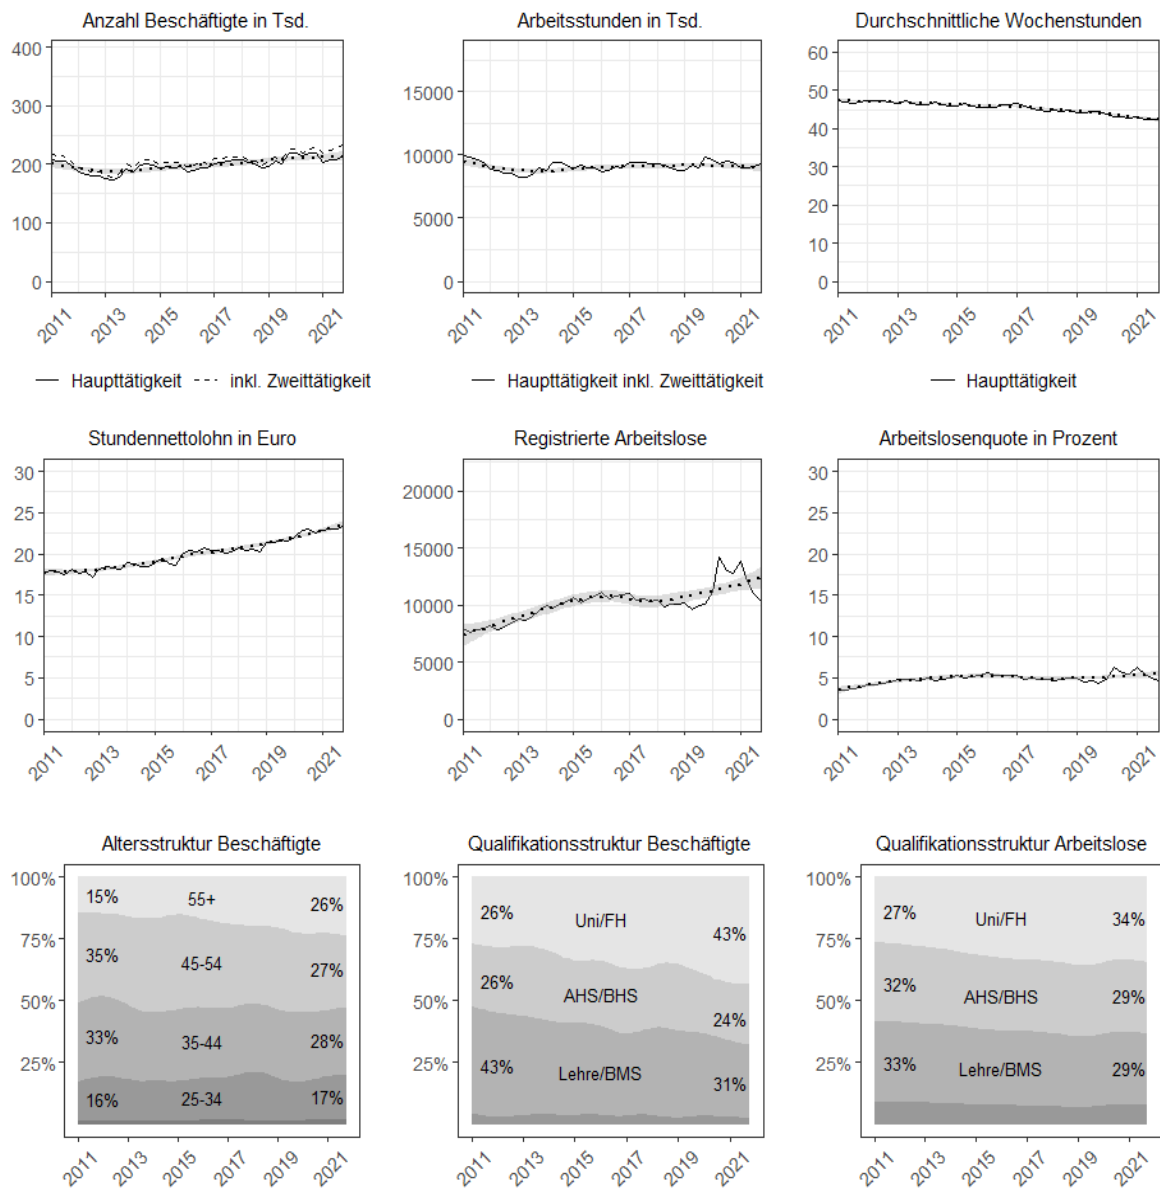 Anzahl Beschäftigte in Tsd.
400
300
200
100
0
2011 2013 2015 2017 2019 2021
Haupttätigkeit inkl. Zweittätigkeit
Arbeitsstunden in Tsd.
15000
10000
5000
0
2011 2013 2015 2017 2019 2021
Haupttätigkeit inkl. Zweittätigkeit
Durchschnittliche Wochenstunden
60
50
40
30
20
10
0
2011 2013 2015 2017 2019 2021
Haupttätigkeit
Stundennettolohn in Euro
30
25
20
15
10
5
0
2011 2013 2015 2017 2019 2021
Registrierte Arbeitslose
20000
15000
10000
5000
0
2011 2013 2015 2017 2019 2021
Arbeitslosenquote in Prozent
30
25
20
15
10
5
0
2011 2013 2015 2017 2019 2021
Altersstruktur Beschäftigte
100%
75%
50%
25%
15% 55+ 26%
35% 45-54 27%
33% 35-44 28%
16% 25-34 17%
2011 2013 2015 2017 2019 2021
Qualifikationsstruktur Beschäftigte
100%
75%
50%
25%
26% Uni/FH 43%
26% AHS/BHS 24%
43% Lehre/BMS 31%
2011 2013 2015 2017 2019 2021
Qualifikationsstruktur Arbeitslose
100%
75%
50%
25%
27% Uni/FH 34%
32% AHS/BHS 29%
33% Lehre/BMS 29%
2011 2013 2015 2017 2019 2021